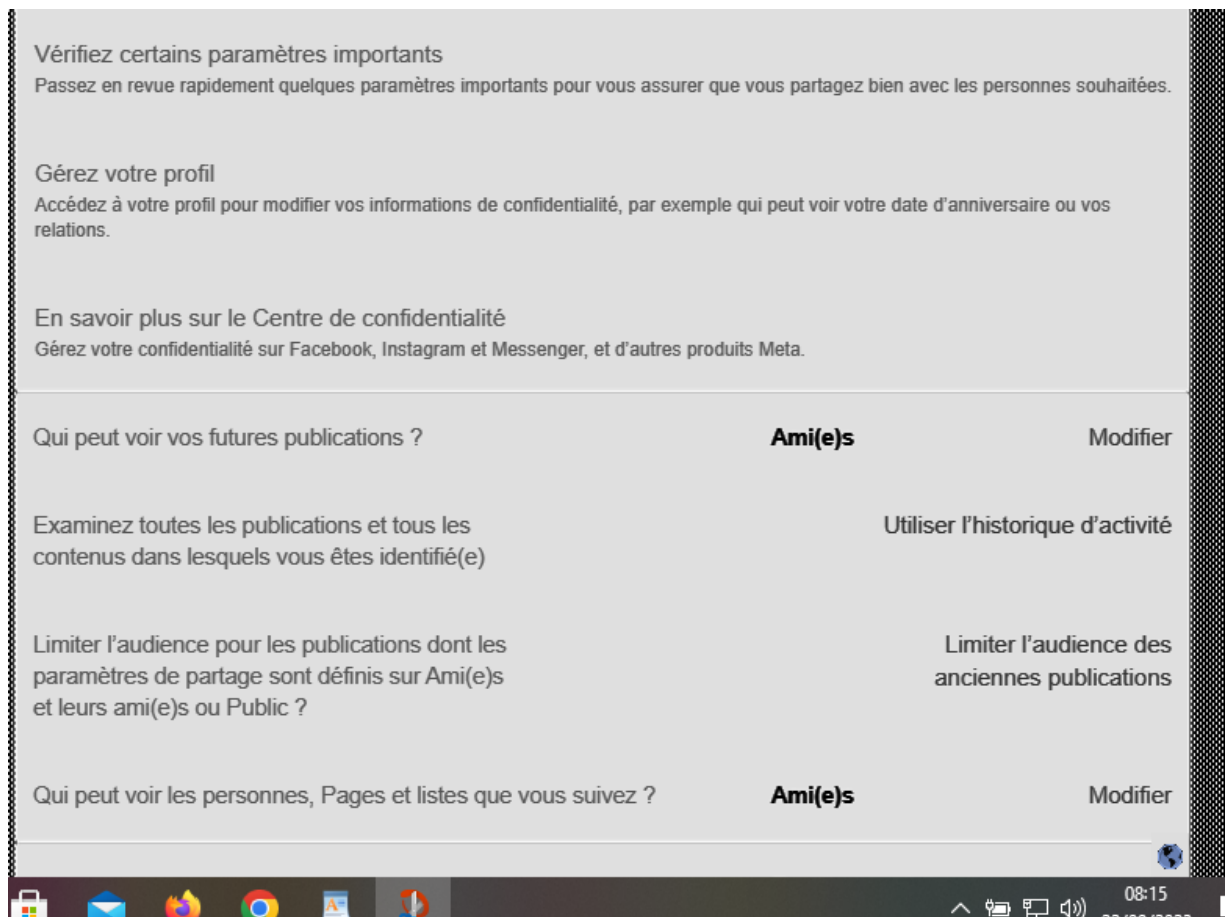 Vérifiez certains paramètres importants
Passez en revue rapidement quelques paramètres importants pour vous assurer que vous partagez bien avec les personnes souhaitées.
Gérez votre profil
Accédez à votre profil pour modifier vos informations de confidentialité, par exemple qui peut voir votre date d’anniversaire ou vos
relations.
En savoir plus sur le Centre de confidentialité
Gérez votre confidentialité sur Facebook, Instagram et Messenger, et d’autres produits Meta.
Qui peut voir vos futures publications ? Ami(e)s Modifier
Examinez toutes les publications et tous les
contenus dans lesquels vous êtes identifié(e)
Utiliser l’historique d’activité
Limiter l’audience pour les publications dont les
paramètres de partage sont définis sur Ami(e)s
et leurs ami(e)s ou Public ?
Limiter l’audience des
anciennes publications
Qui peut voir les personnes, Pages et listes que vous suivez ? Ami(e)s Modifier
08:15